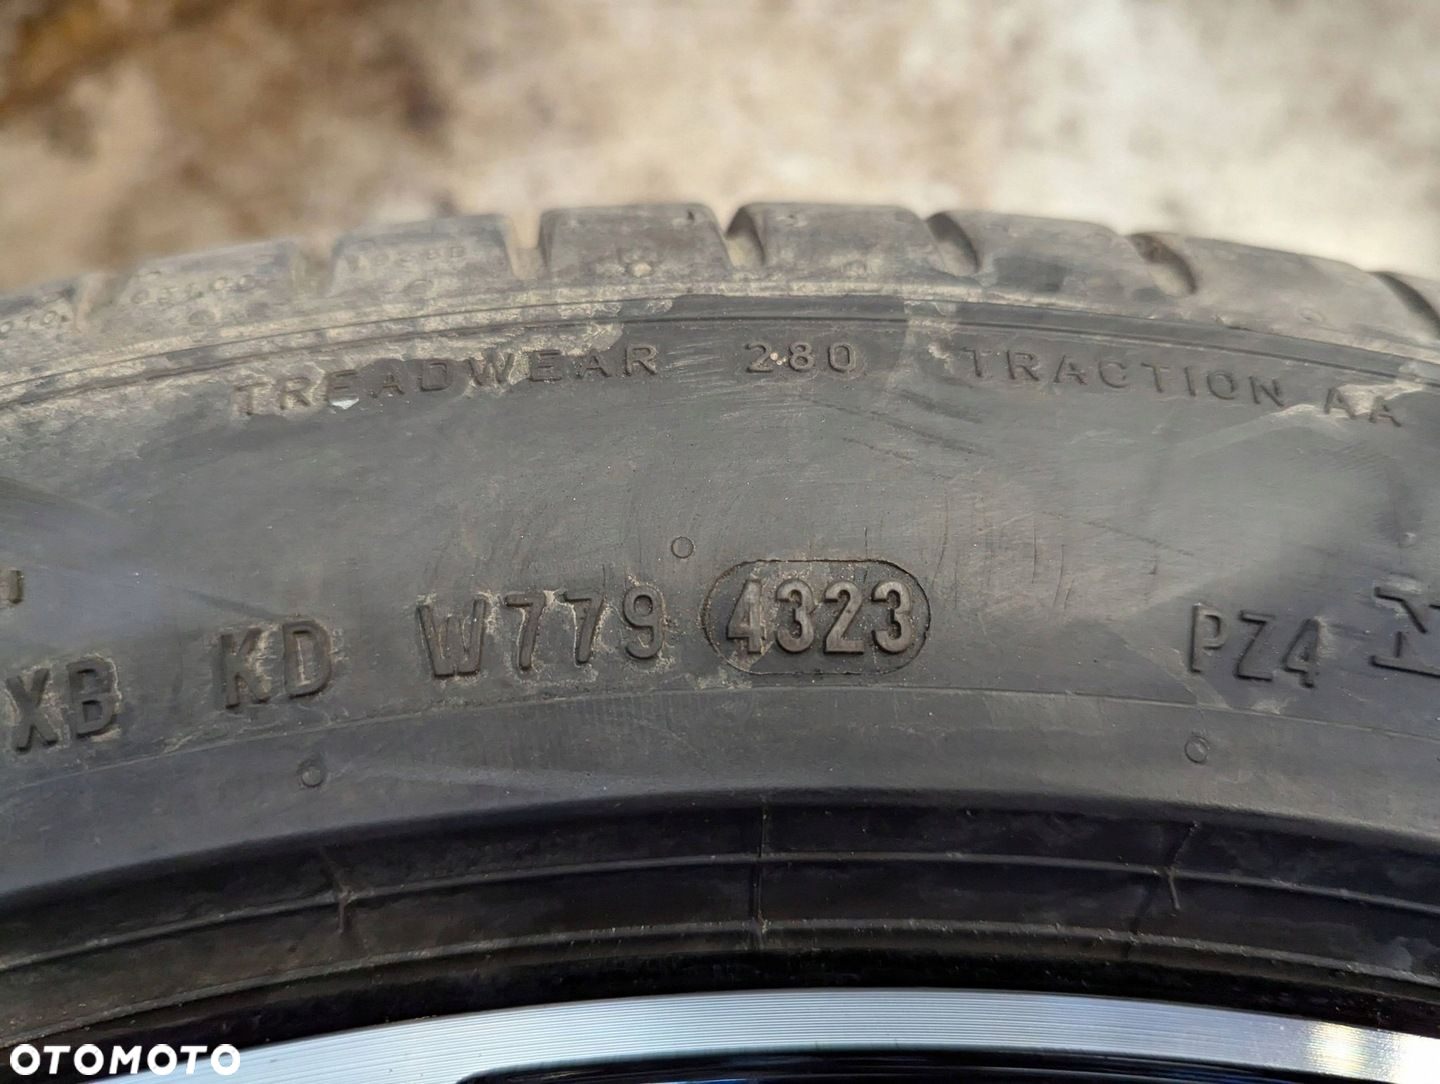 TREADWEAR 280 TRACTION AA
XB KD W779 4323 PZ4
OTOMOTO